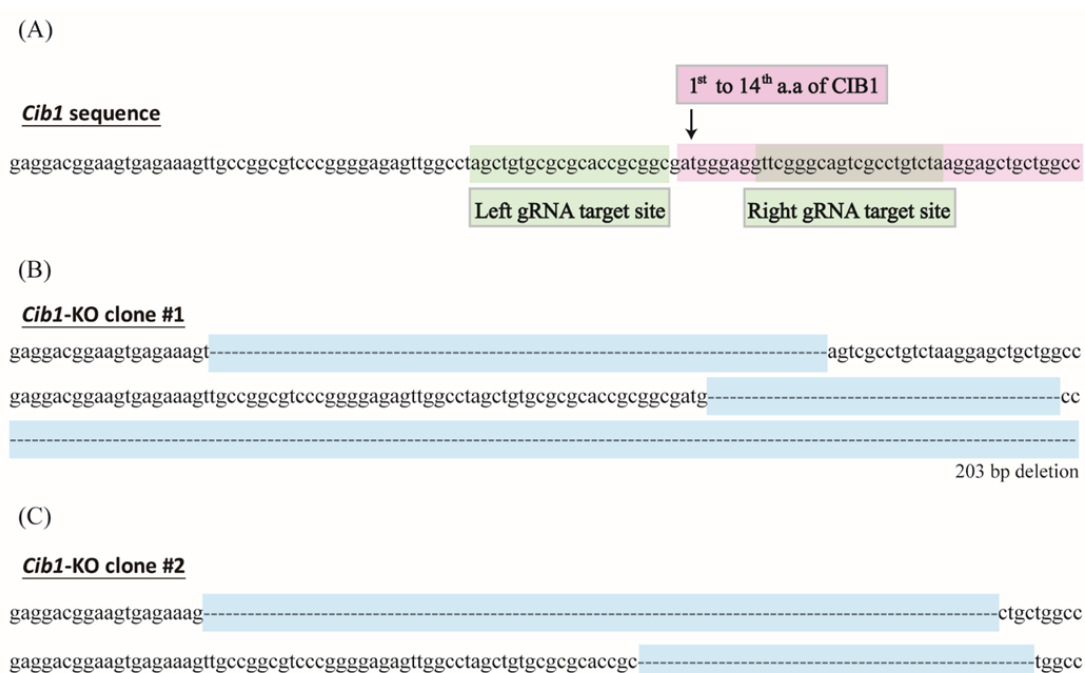 (A)
1st to 14th a.a of CIB1
Cib1 sequence
gaggacggaagtgagaaagttgccggcgtcccggggagagttggcctagctgtgcgcgcaccgcggcgatgggaggttcgggcagtcgcctgtctaaggagctgctggcc
Left gRNA target site
Right gRNA target site
(B)
Cib1-KO clone #1
gaggacggaagtgagaaagt----------------------------------------------------------------agtcgcctgtctaaggagctgctggcc
gaggacggaagtgagaaagttgccggcgtcccggggagagttggcctagctgtgcgcgcaccgcggcgatg-------------------------------------cc
--------------------------------------------------------------------------------------------------------------
203 bp deletion
(C)
Cib1-KO clone #2
gaggacggaagtgagaaag-----------------------------------------------------------------------------------ctgctggcc
gaggacggaagtgagaaagttgccggcgtcccggggagagttggcctagctgtgcgcgcaccgc-----------------------------------------tggcc